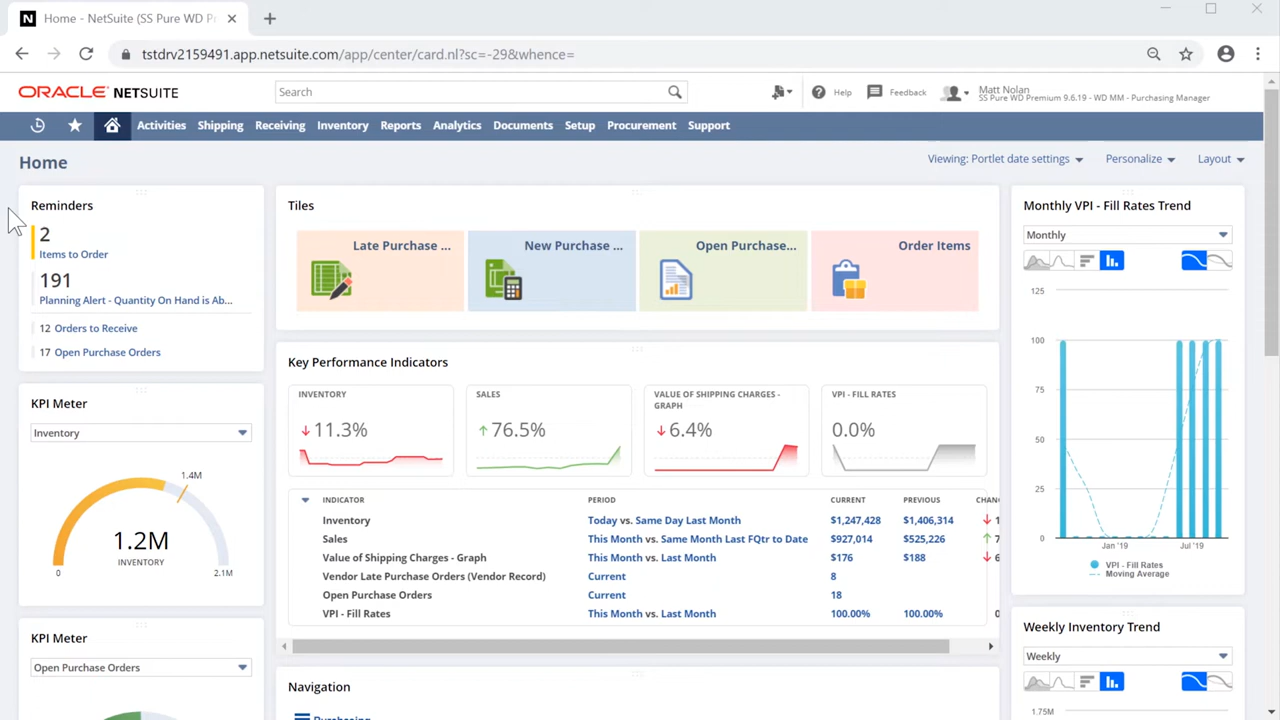 Home - NetSuite (SS Pure WD Pr
tstdrv2159491.app.netsuite.com/app/center/card.nl?sc=-29&whence=
ORACLE NETSUITE
Search
Help
Feedback
Matt Nolan
SS Pure WD Premium 9.6.19 - WD MM - Purchasing Manager
Activities
Shipping
Receiving
Inventory
Reports
Analytics
Documents
Setup
Procurement
Support
Home
Viewing: Portlet date settings
Personalize
Layout
Reminders
2
Items to Order
191
Planning Alert - Quantity On Hand is Ab...
12 Orders to Receive
17 Open Purchase Orders
KPI Meter
Inventory
1.4M
1.2M
INVENTORY
0
2.1M
KPI Meter
Open Purchase Orders
Tiles
Late Purchase ...
New Purchase ...
Open Purchase...
Order Items
Key Performance Indicators
INVENTORY
11.3%
SALES
76.5%
VALUE OF SHIPPING CHARGES -
GRAPH
6.4%
VPI - FILL RATES
0.0%
INDICATOR PERIOD CURRENT PREVIOUS CHAN
Inventory Today vs. Same Day Last Month $1,247,428 $1,406,314 1
Sales This Month vs. Same Month Last FQtr to Date $927,014 $525,226 7
Value of Shipping Charges - Graph This Month vs. Last Month $176 $188 6
Vendor Late Purchase Orders (Vendor Record) Current 8
Open Purchase Orders Current 18
VPI - Fill Rates This Month vs. Last Month 100.00% 100.00% 0
Navigation
Monthly VPI - Fill Rates Trend
Monthly
125
100
75
50
25
0
Jan '19
Jul '19
VPI - Fill Rates
Moving Average
Weekly Inventory Trend
Weekly
1.75M